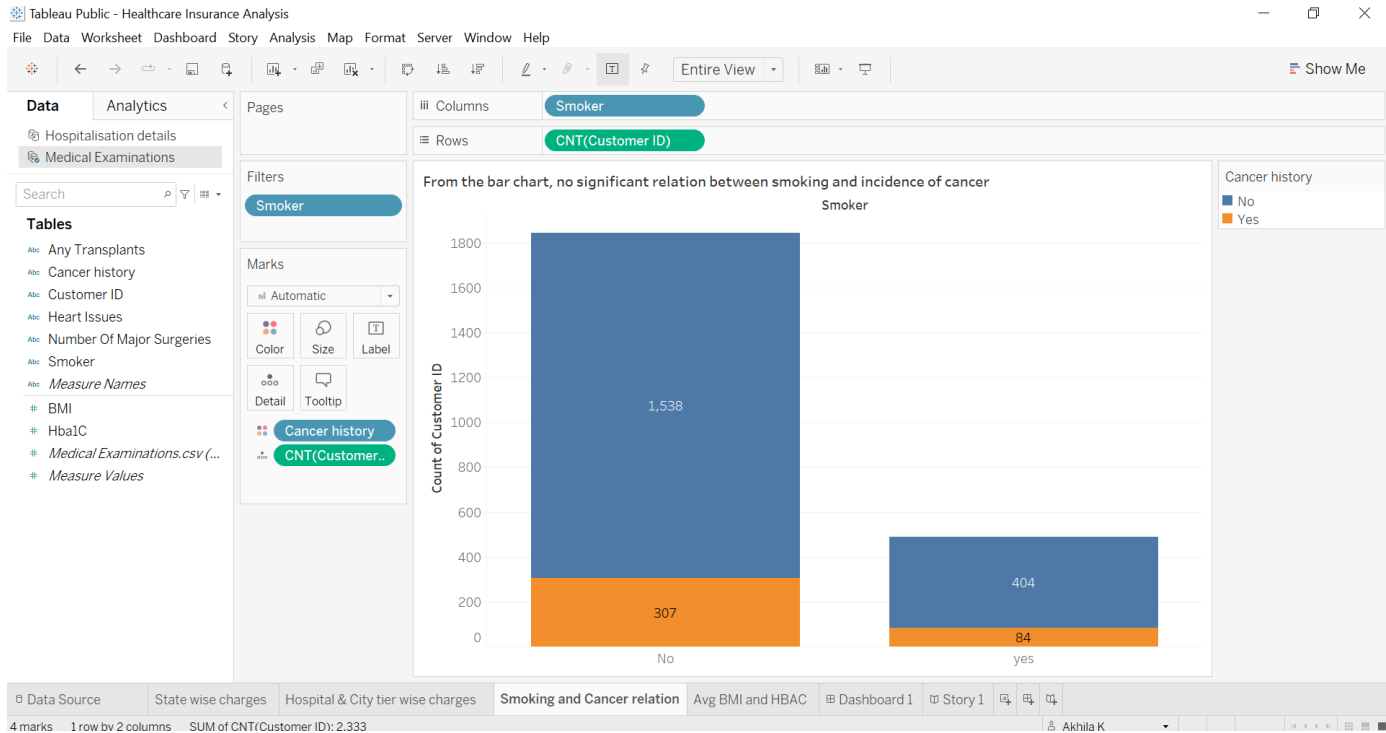 Tableau Public - Healthcare Insurance Analysis
File Data Worksheet Dashboard Story Analysis Map Format Server Window Help
Entire View
Show Me
Data Analytics
Hospitalisation details
Medical Examinations
Search
Tables
Abc Any Transplants
Abc Cancer history
Abc Customer ID
Abc Heart Issues
Abc Number Of Major Surgeries
Abc Smoker
Abc Measure Names
# BMI
# Hba1C
# Medical Examinations.csv (...
# Measure Values
Pages
Filters
Smoker
Marks
Automatic
Color Size Label
Detail Tooltip
Cancer history
CNT(Customer..
Columns Smoker
Rows CNT(Customer ID)
From the bar chart, no significant relation between smoking and incidence of cancer
Smoker
Count of Customer ID
1800
1600
1400
1200
1000
800
600
400
200
0
1,538
307
404
84
No yes
Cancer history
No
Yes
Data Source State wise charges Hospital & City tier wise charges Smoking and Cancer relation Avg BMI and HBAC Dashboard 1 Story 1
4 marks 1 row by 2 columns SUM of CNT(Customer ID): 2,333 Akhila K